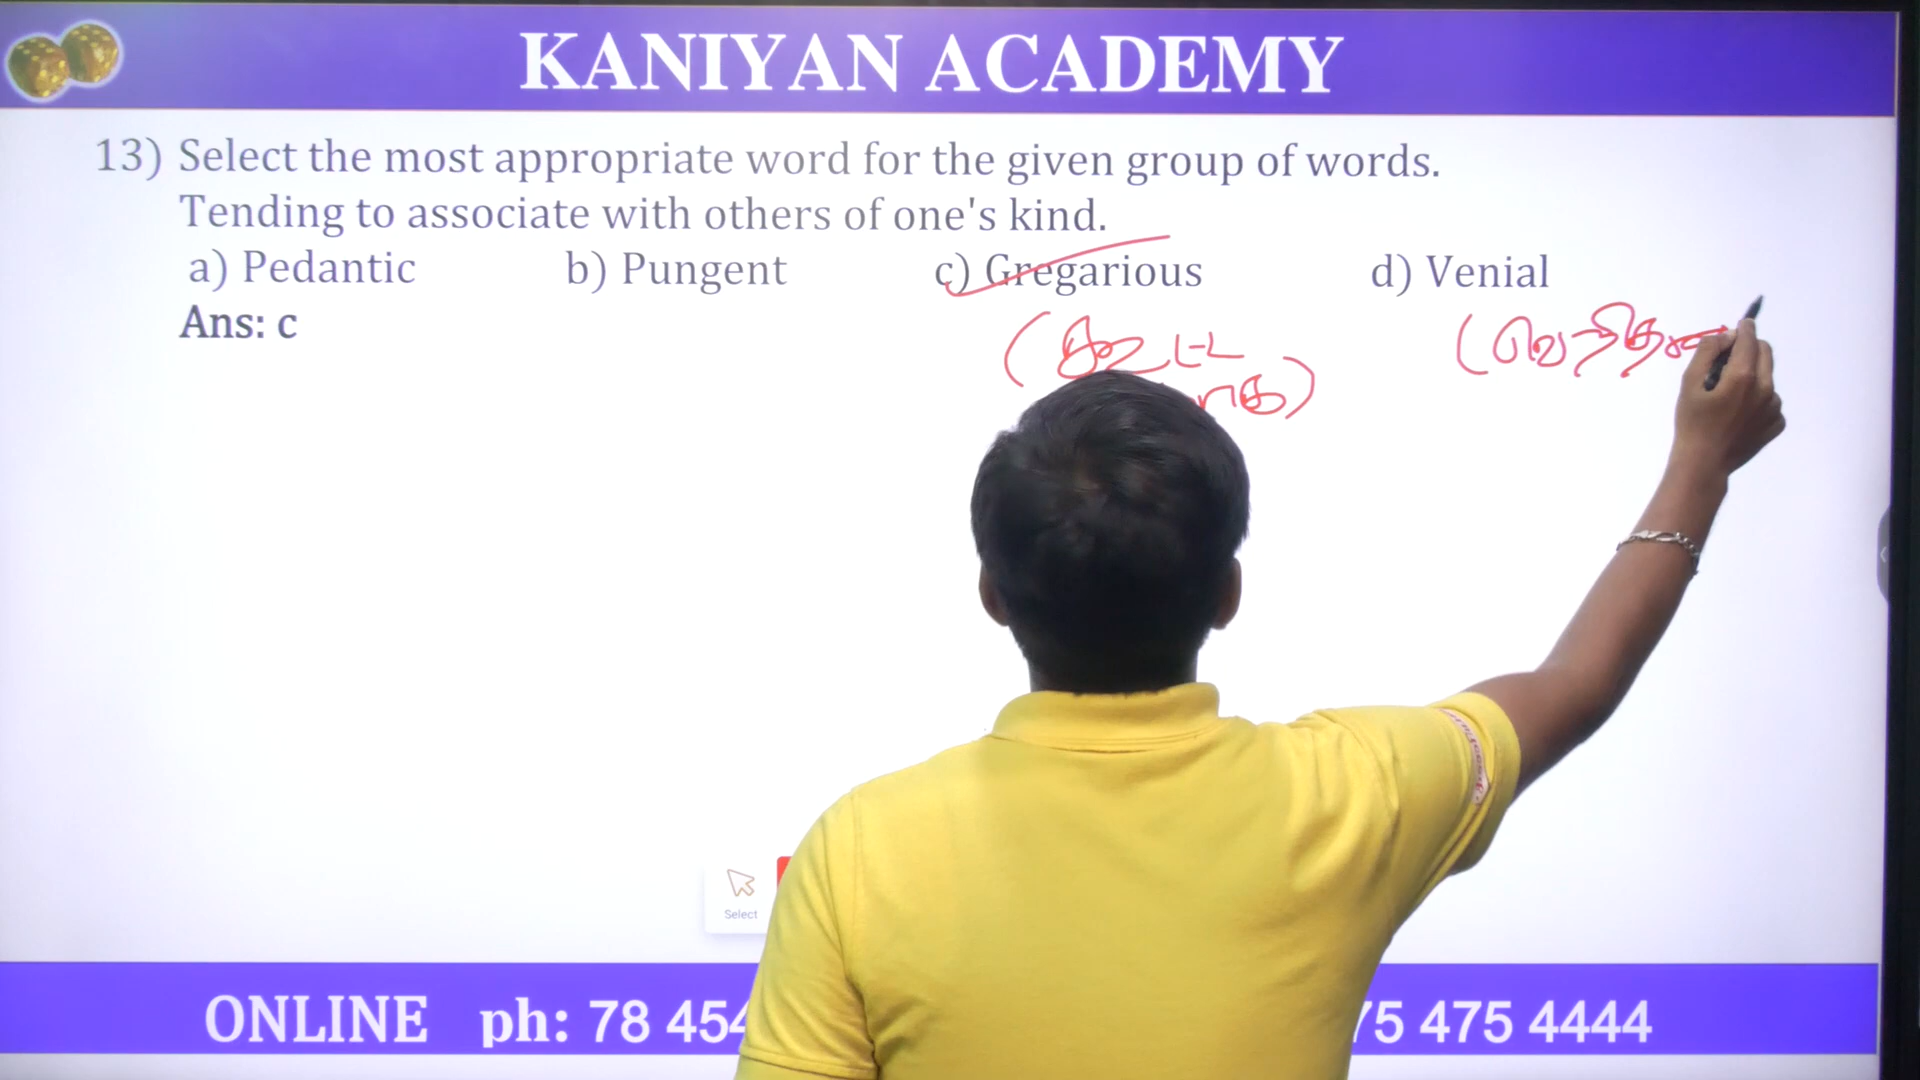 KANIYAN ACADEMY
13) Select the most appropriate word for the given group of words.
Tending to associate with others of one's kind.
a) Pedantic b) Pungent c) Gregarious d) Venial
Ans: c
(கூட்ட
Select
ONLINE ph: 78 454 75 475 4444